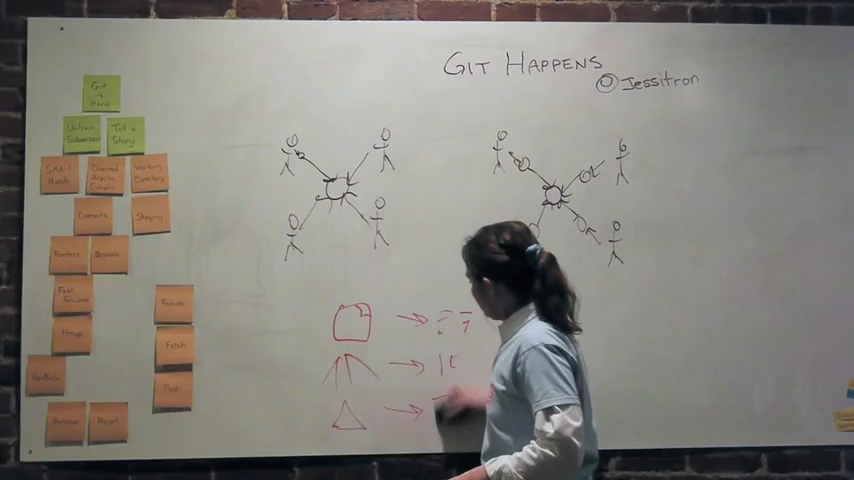 GIT HAPPENS
@Jessitron
Git
is
Hard
Unlearn
Subversion
Tell a
Story
SHA-1
Hash
Directed
Acyclic
Graphs
Working
Directory
Commits
Staging
Pointers
Branch
Fast
Forward
Remote
Merge
Fetch
Conflicts
Push
Rebase
Reset